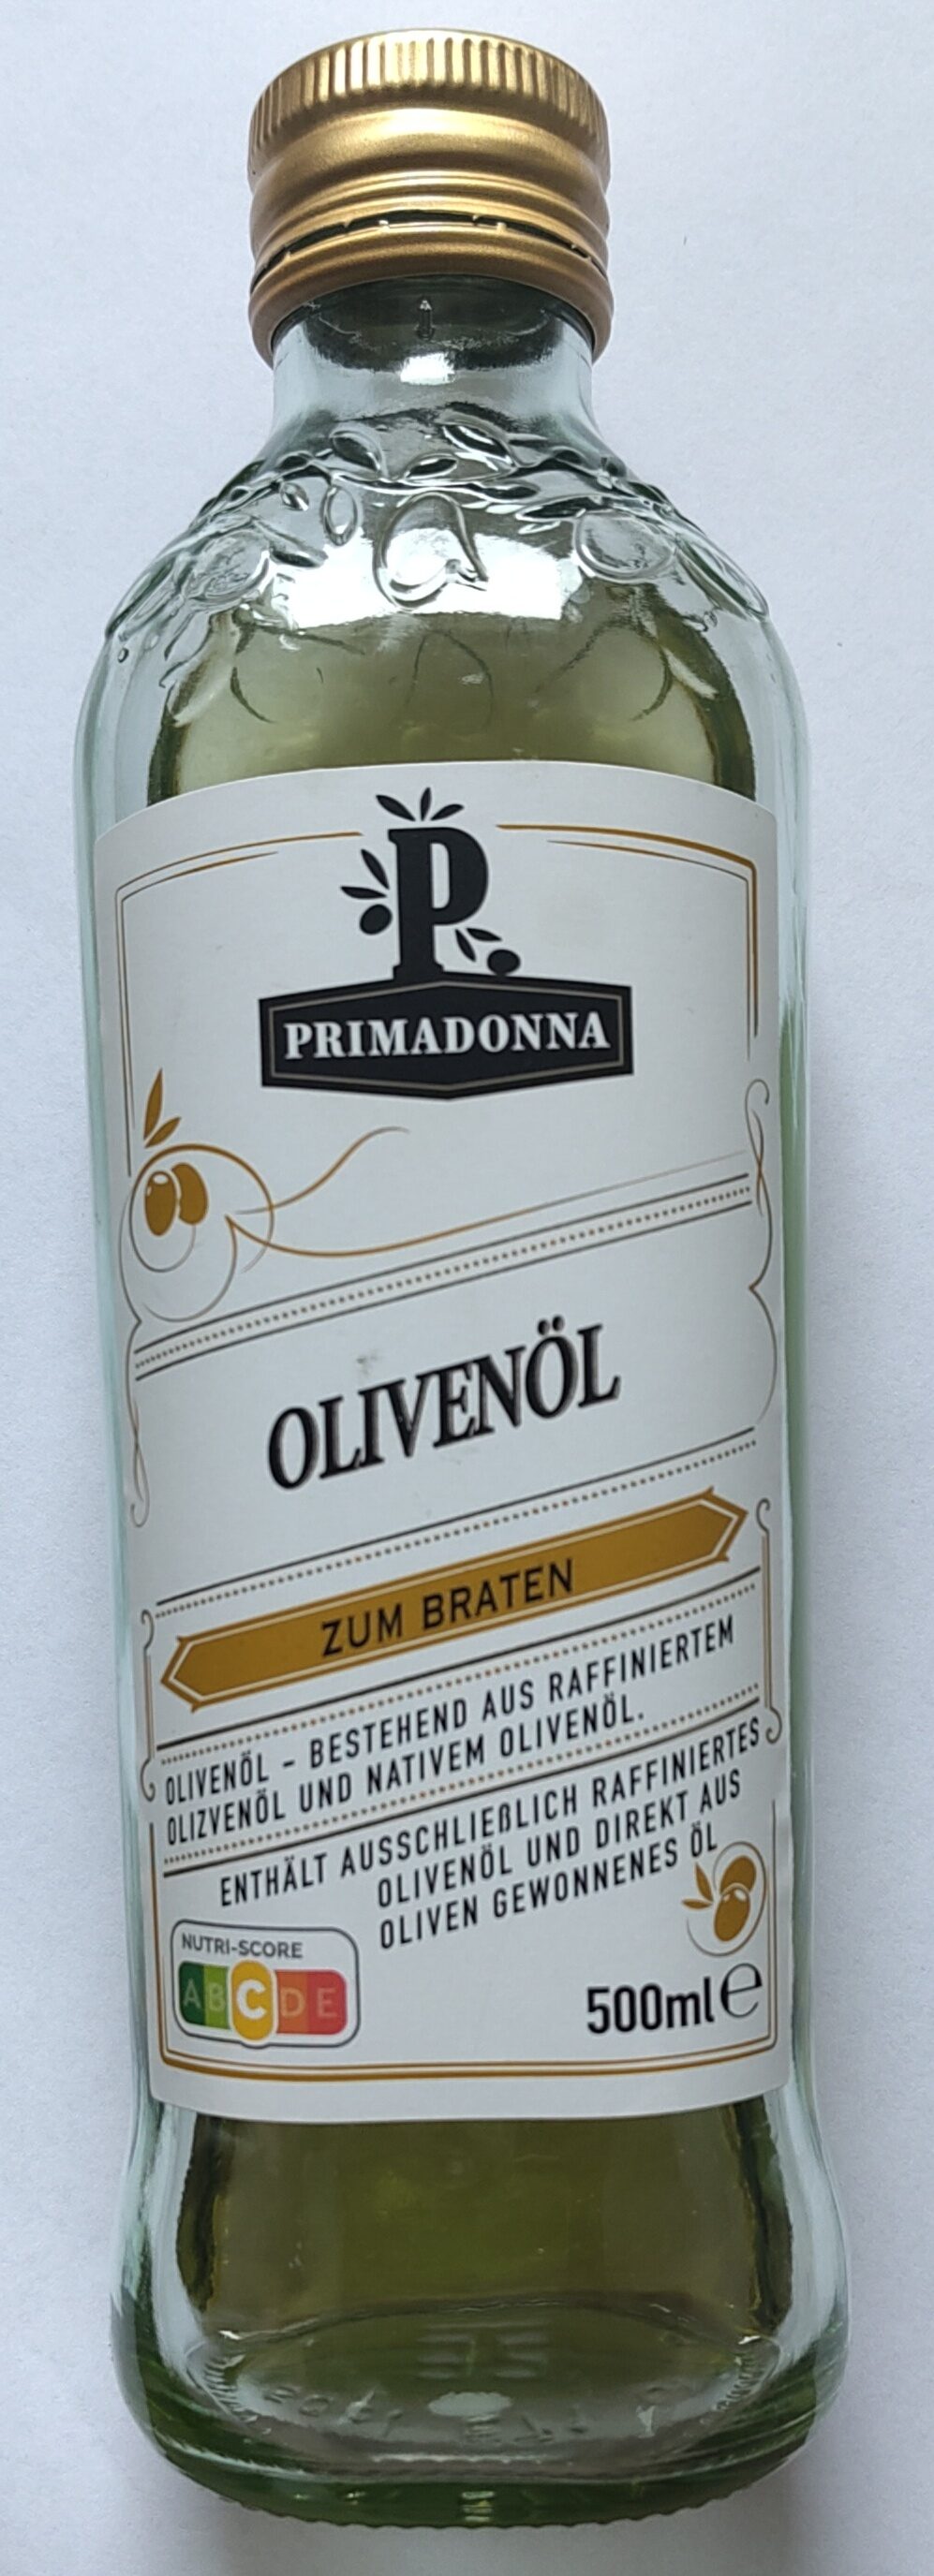 P
PRIMADONNA
OLIVENÖL
ZUM BRATEN
OLIVENÖL – BESTEHEND AUS RAFFINIERTEM
OLIZVENÖL UND NATIVEM OLIVENÖL.
ENTHÄLT AUSSCHLIEßLICH RAFFINIERTES
OLIVENÖL UND DIREKT AUS
OLIVEN GEWONNENES ÖL
NUTRI-SCORE
A B C D E
500ml e